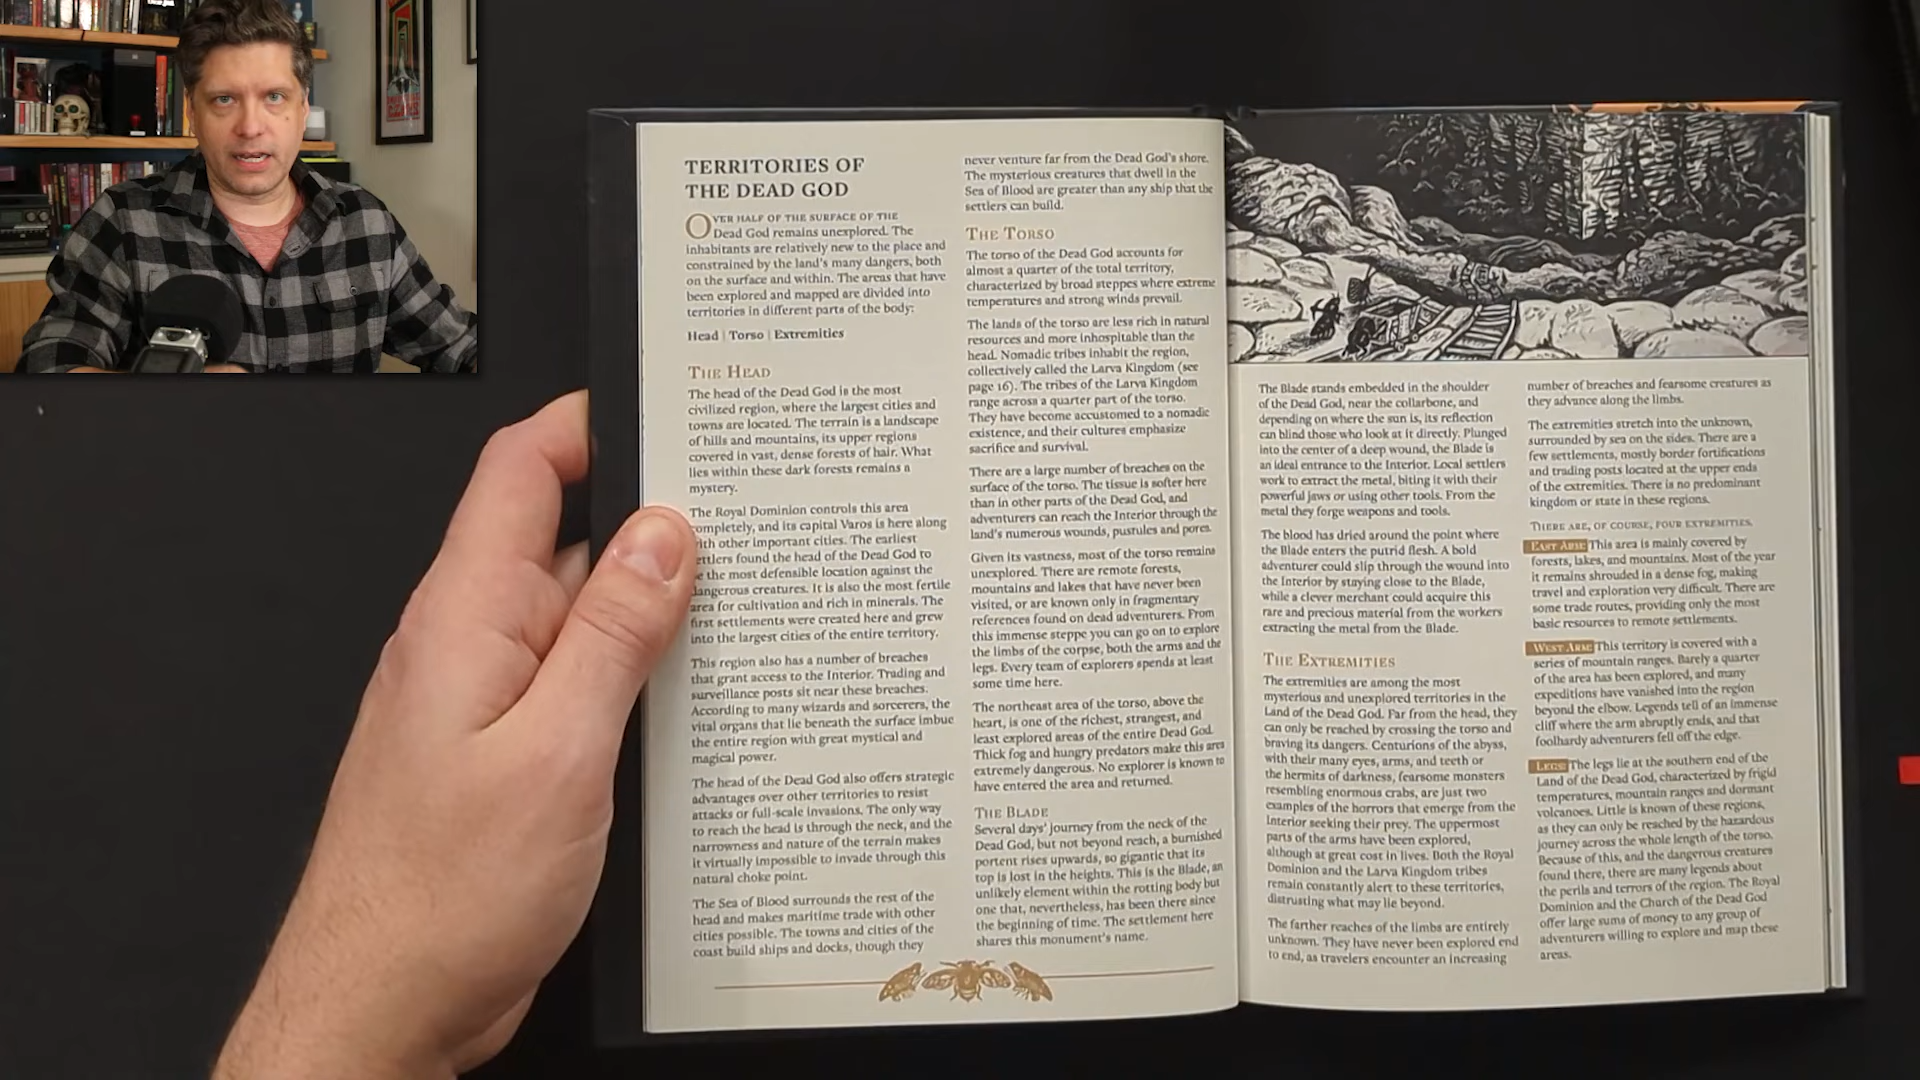 TERRITORIES OF
THE DEAD GOD
OVER HALF OF THE SURFACE OF THE
Dead God remains unexplored. The
inhabitants are relatively new to the place and
constrained by the land's many dangers, both
on the surface and within. The areas that have
been explored and mapped are divided into
territories in different parts of the body:
Head | Torso | Extremities
THE HEAD
The head of the Dead God is the most
civilized region, where the largest cities and
towns are located. The terrain is a landscape
of hills and mountains, its upper regions
covered in vast, dense forests of hair. What
lies within these dark forests remains a
mystery.
The Royal Dominion controls this area
completely, and its capital Varos is here along
with other important cities. The earliest
settlers found the head of the Dead God to
be the most defensible location against the
dangerous creatures. It is also the most fertile
area for cultivation and rich in minerals. The
first settlements were created here and grew
into the largest cities of the entire territory.
This region also has a number of breaches
that grant access to the Interior. Trading and
surveillance posts sit near these breaches.
According to many wizards and sorcerers, the
vital organs that lie beneath the surface imbue
the entire region with great mystical and
magical power.
The head of the Dead God also offers strategic
advantages over other territories to resist
attacks or full-scale invasions. The only way
to reach the head is through the neck, and the
narrowness and nature of the terrain makes
it virtually impossible to invade through this
natural choke point.
The Sea of Blood surrounds the rest of the
head and makes maritime trade with other
cities possible. The towns and cities of the
coast build ships and docks, though they
never venture far from the Dead God's shore.
The mysterious creatures that dwell in the
Sea of Blood are greater than any ship that the
settlers can build.
THE TORSO
The torso of the Dead God accounts for
almost a quarter of the total territory,
characterized by broad steppes where extreme
temperatures and strong winds prevail.
The lands of the torso are less rich in natural
resources and more inhospitable than the
head. Nomadic tribes inhabit the region,
collectively called the Larva Kingdom (see
page 16). The tribes of the Larva Kingdom
range across a quarter part of the torso.
They have become accustomed to a nomadic
existence, and their cultures emphasize
sacrifice and survival.
There are a large number of breaches on the
surface of the torso. The tissue is softer here
than in other parts of the Dead God, and
adventurers can reach the Interior through the
land's numerous wounds, pustules and pores.
Given its vastness, most of the torso remains
unexplored. There are remote forests,
mountains and lakes that have never been
visited, or are known only in fragmentary
references found on dead adventurers. From
this immense steppe you can go on to explore
the limbs of the corpse, both the arms and the
legs. Every team of explorers spends at least
some time here.
The northeast area of the torso, above the
heart, is one of the richest, strangest, and
least explored areas of the entire Dead God.
Thick fog and hungry predators make this area
extremely dangerous. No explorer is known to
have entered the area and returned.
THE BLADE
Several days' journey from the neck of the
Dead God, but not beyond reach, a burnished
portent rises upwards, so gigantic that its
top is lost in the heights. This is the Blade, an
unlikely element within the rotting body but
one that, nevertheless, has been there since
the beginning of time. The settlement here
shares this monument's name.
The Blade stands embedded in the shoulder
of the Dead God, near the collarbone, and
depending on where the sun is, its reflection
can blind those who look at it directly. Plunged
into the center of a deep wound, the Blade is
an ideal entrance to the Interior. Local settlers
work to extract the metal, biting it with their
powerful jaws or using other tools. From the
metal they forge weapons and tools.
The blood has dried around the point where
the Blade enters the putrid flesh. A bold
adventurer could slip through the wound into
the Interior by staying close to the Blade,
while a clever merchant could acquire this
rare and precious material from the workers
extracting the metal from the Blade.
THE EXTREMITIES
The extremities are among the most
mysterious and unexplored territories in the
Land of the Dead God. Far from the head, they
can only be reached by crossing the torso and
braving its dangers. Centurions of the abyss,
with their many eyes, arms, and teeth or
the hermits of darkness, fearsome monsters
resembling enormous crabs, are just two
examples of the horrors that emerge from the
Interior seeking their prey. The uppermost
parts of the arms have been explored,
although at great cost in lives. Both the Royal
Dominion and the Larva Kingdom tribes
remain constantly alert to these territories,
distrusting what may lie beyond.
The farther reaches of the limbs are entirely
unknown. They have never been explored end
to end, as travelers encounter an increasing
number of breaches and fearsome creatures as
they advance along the limbs.
The extremities stretch into the unknown,
surrounded by sea on the sides. There are a
few settlements, mostly border fortifications
and trading posts located at the upper ends
of the extremities. There is no predominant
kingdom or state in these regions.
THERE ARE, OF COURSE, FOUR EXTREMITIES.
EAST ARM: This area is mainly covered by
forests, lakes, and mountains. Most of the year
it remains shrouded in a dense fog, making
travel and exploration very difficult. There are
some trade routes, providing only the most
basic resources to remote settlements.
WEST ARM: This territory is covered with a
series of mountain ranges. Barely a quarter
of the area has been explored, and many
expeditions have vanished into the region
beyond the elbow. Legends tell of an immense
cliff where the arm abruptly ends, and that
foolhardy adventurers fell off the edge.
LEGS: The legs lie at the southern end of the
Land of the Dead God, characterized by frigid
temperatures, mountain ranges and dormant
volcanoes. Little is known of these regions,
as they can only be reached by the hazardous
journey across the whole length of the torso.
Because of this, and the dangerous creatures
found there, there are many legends about
the perils and terrors of the region. The Royal
Dominion and the Church of the Dead God
offer large sums of money to any group of
adventurers willing to explore and map these
areas.